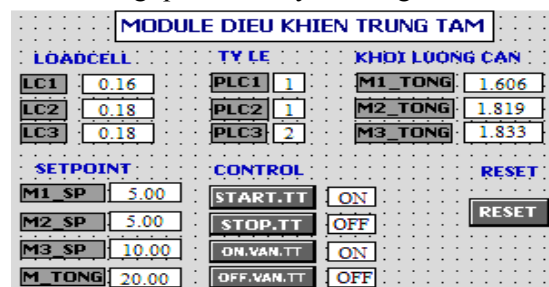 MODULE DIEU KHIEN TRUNG TAM
LOADCELL TY LE KHOI LUONG CAN
LC1 0.16 PLC1 1 M1_TONG 1.606
LC2 0.18 PLC2 1 M2_TONG 1.819
LC3 0.18 PLC3 2 M3_TONG 1.833
SETPOINT CONTROL RESET
M1_SP 5.00 START.TT ON
M2_SP 5.00 STOP.TT OFF RESET
M3_SP 10.00 ON.VAN.TT ON
M_TONG 20.00 OFF.VAN.TT OFF